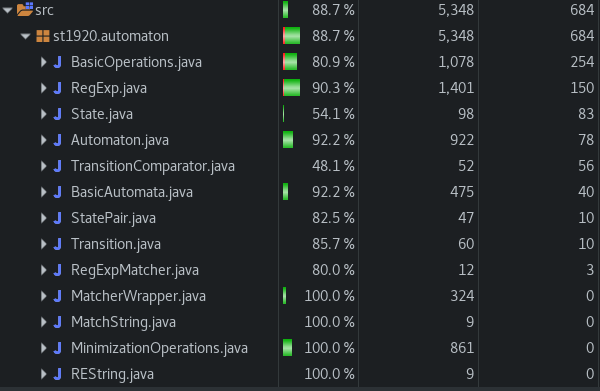 src 88.7 % 5,348 684
st1920.automaton 88.7 % 5,348 684
BasicOperations.java 80.9 % 1,078 254
RegExp.java 90.3 % 1,401 150
State.java 54.1 % 98 83
Automaton.java 92.2 % 922 78
TransitionComparator.java 48.1 % 52 56
BasicAutomata.java 92.2 % 475 40
StatePair.java 82.5 % 47 10
Transition.java 85.7 % 60 10
RegExpMatcher.java 80.0 % 12 3
MatcherWrapper.java 100.0 % 324 0
MatchString.java 100.0 % 9 0
MinimizationOperations.java 100.0 % 861 0
REString.java 100.0 % 9 0